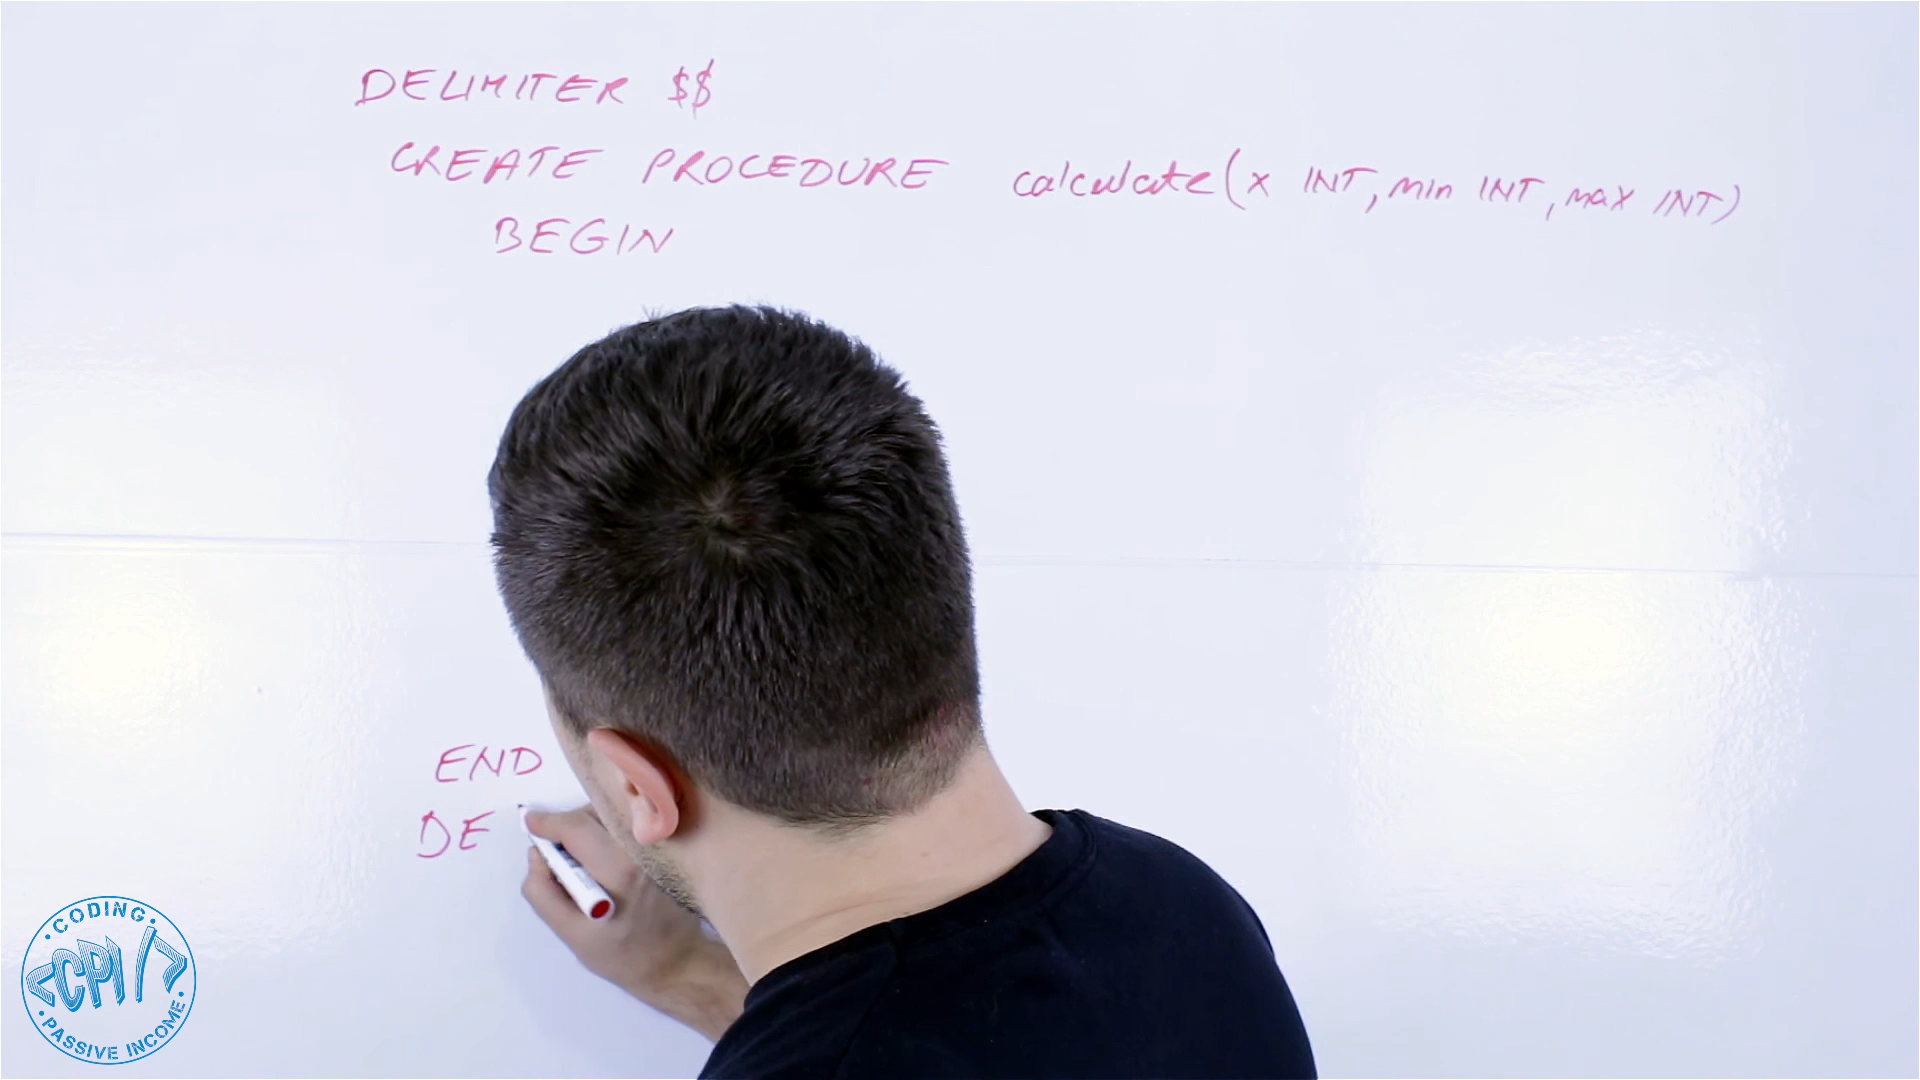 DELIMITER $$
CREATE PROCEDURE calculate(x INT, min INT, max INT)
BEGIN
END
DE
CODING
<CPI/>
PASSIVE INCOME